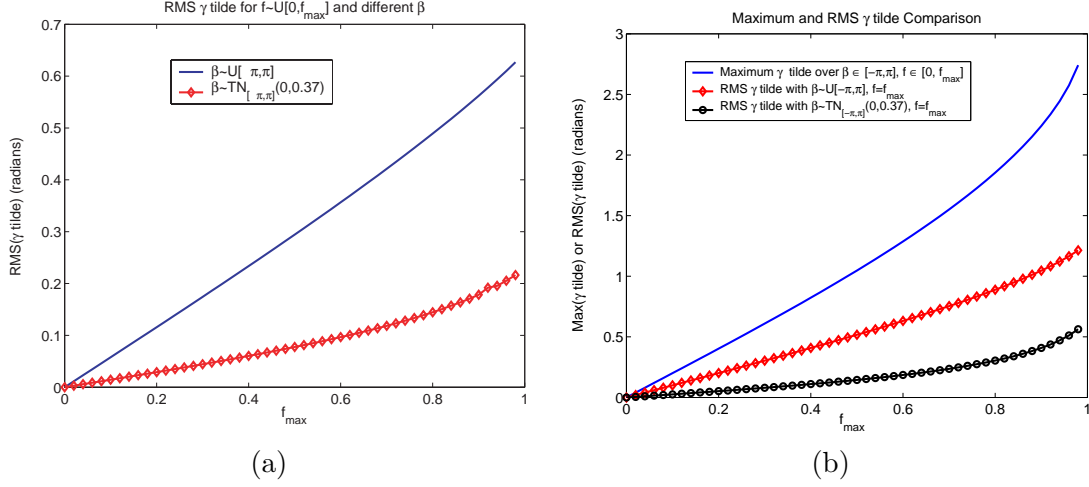 RMS γ tilde for f~U[0,f_max] and different β
0.7
0.6
0.5
0.4
0.3
0.2
0.1
0
RMS(γ tilde) (radians)
β~U[ π,π]
β~TN_[ π,π](0,0.37)
0 0.2 0.4 0.6 0.8 1
f_max
(a)
Maximum and RMS γ tilde Comparison
3
2.5
2
1.5
1
0.5
0
Max(γ tilde) or RMS(γ tilde) (radians)
Maximum γ tilde over β ∈ [-π,π], f ∈ [0, f_max]
RMS γ tilde with β~U[-π,π], f=f_max
RMS γ tilde with β~TN_[-π,π](0,0.37), f=f_max
0 0.2 0.4 0.6 0.8 1
f_max
(b)